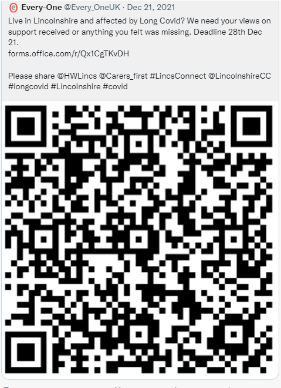 Every-One @Every_OneUK · Dec 21, 2021
Live in Lincolnshire and affected by Long Covid? We need your views on
support received or anything you felt was missing. Deadline 28th Dec
21.
forms.office.com/r/Qx1CgTKvDH
Please share @HWLincs @Carers_first #LincsConnect @LincolnshireCC
#longcovid #Lincolnshire #covid